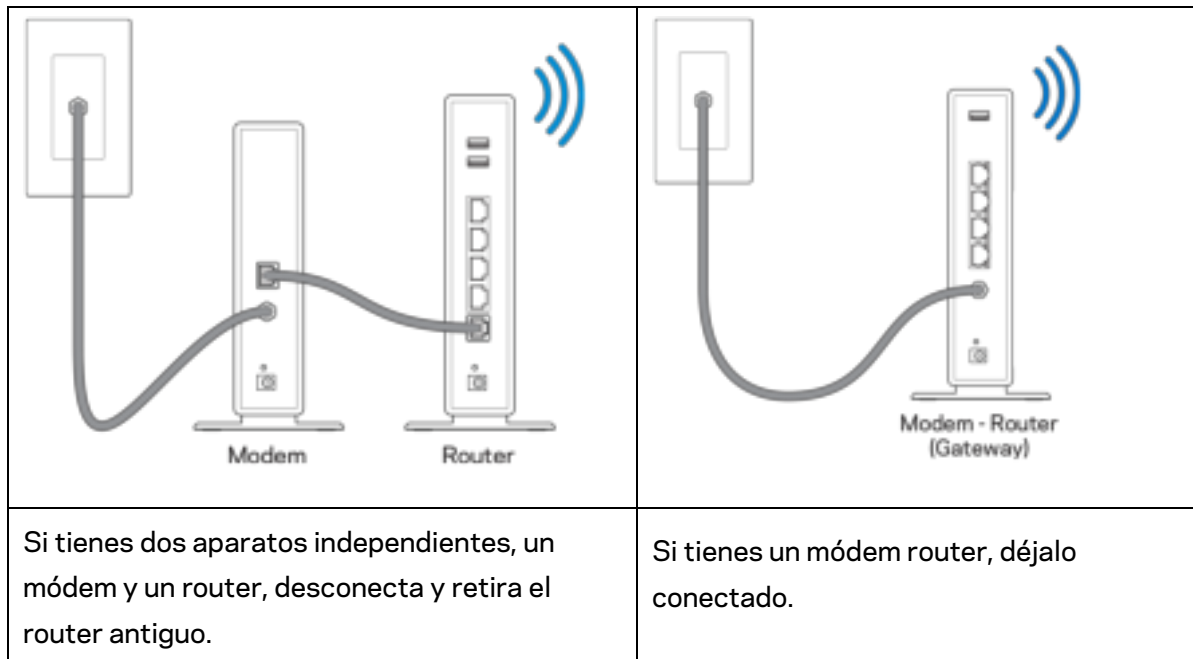 Modem
Router
Modem - Router
(Gateway)
Si tienes dos aparatos independientes, un
módem y un router, desconecta y retira el
router antiguo.
Si tienes un módem router, déjalo
conectado.